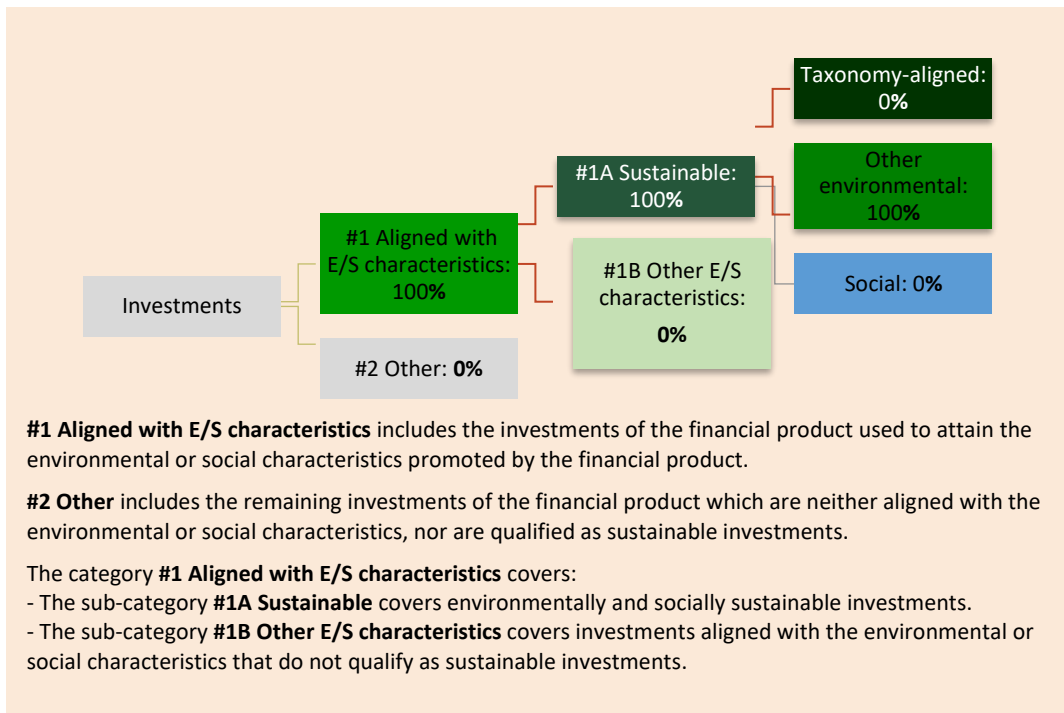 Taxonomy-aligned:
0%
#1A Sustainable:
100%
Other
environmental:
100%
#1 Aligned with
E/S characteristics:
100%
#1B Other E/S
characteristics:
0%
Social: 0%
Investments
#2 Other: 0%
#1 Aligned with E/S characteristics includes the investments of the financial product used to attain the
environmental or social characteristics promoted by the financial product.
#2 Other includes the remaining investments of the financial product which are neither aligned with the
environmental or social characteristics, nor are qualified as sustainable investments.
The category #1 Aligned with E/S characteristics covers:
- The sub-category #1A Sustainable covers environmentally and socially sustainable investments.
- The sub-category #1B Other E/S characteristics covers investments aligned with the environmental or
social characteristics that do not qualify as sustainable investments.